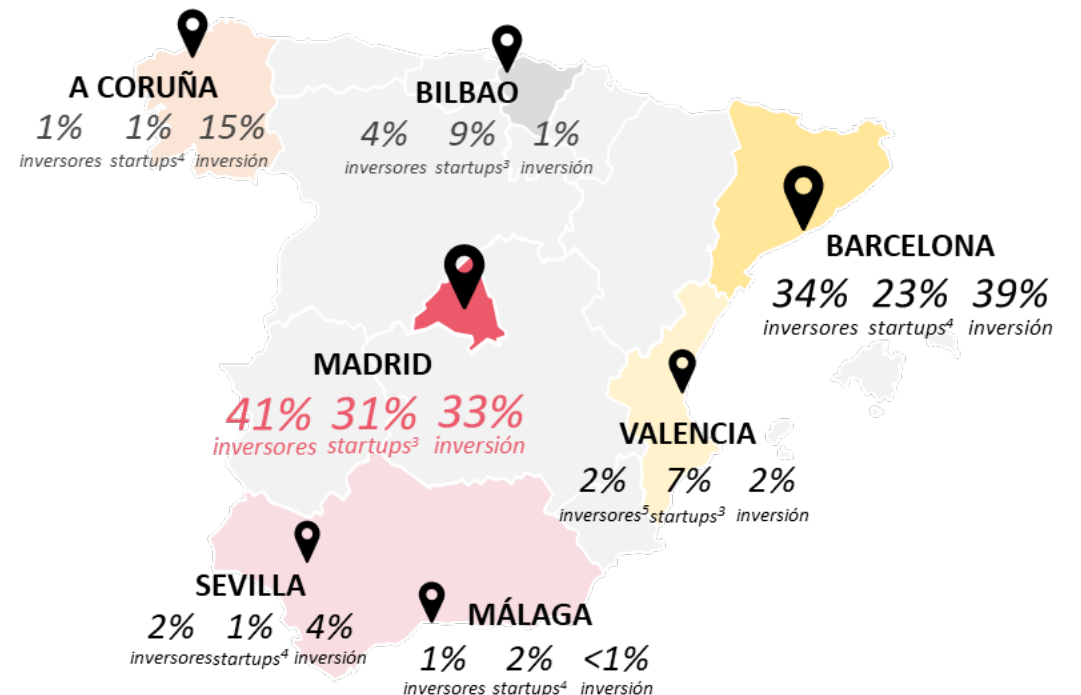 A CORUÑA
1% 1% 15%
inversores startups⁴ inversión
BILBAO
4% 9% 1%
inversores startups³ inversión
BARCELONA
34% 23% 39%
inversores startups⁴ inversión
MADRID
41% 31% 33%
inversores startups³ inversión
VALENCIA
2% 7% 2%
inversores⁵ startups³ inversión
SEVILLA
2% 1% 4%
inversores startups⁴ inversión
MÁLAGA
1% 2% <1%
inversores startups⁴ inversión